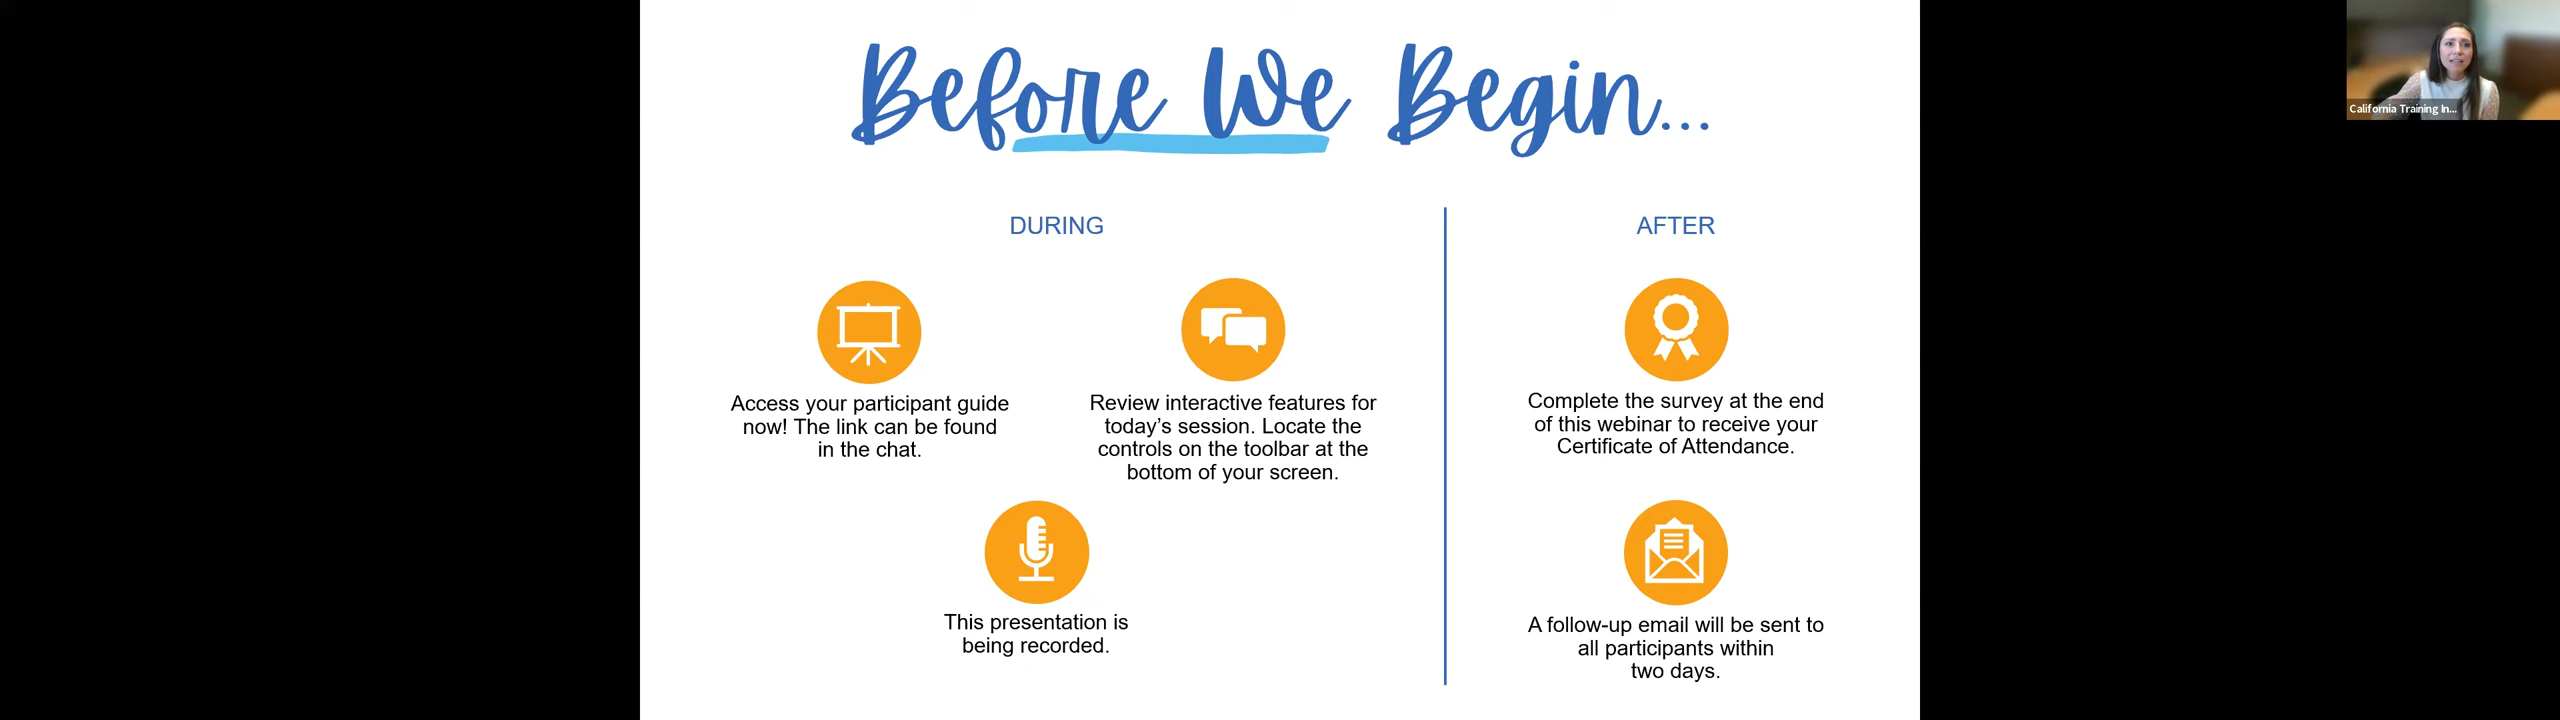 Before We Begin...
California Training In...
DURING
AFTER
Access your participant guide
now! The link can be found
in the chat.
Review interactive features for
today's session. Locate the
controls on the toolbar at the
bottom of your screen.
This presentation is
being recorded.
Complete the survey at the end
of this webinar to receive your
Certificate of Attendance.
A follow-up email will be sent to
all participants within
two days.